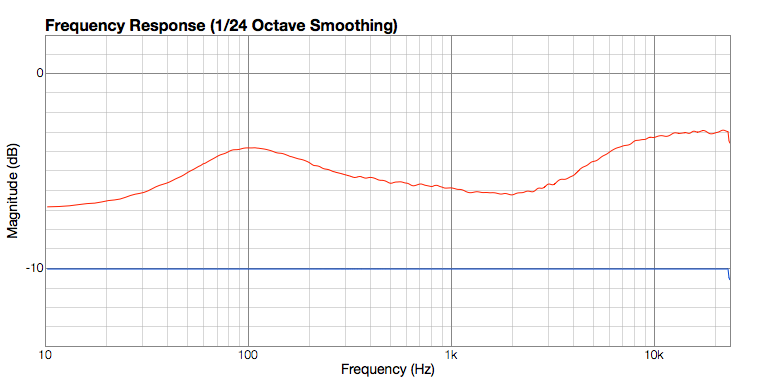 Frequency Response (1/24 Octave Smoothing)
0
Magnitude (dB)
-10
10 100 1k 10k
Frequency (Hz)